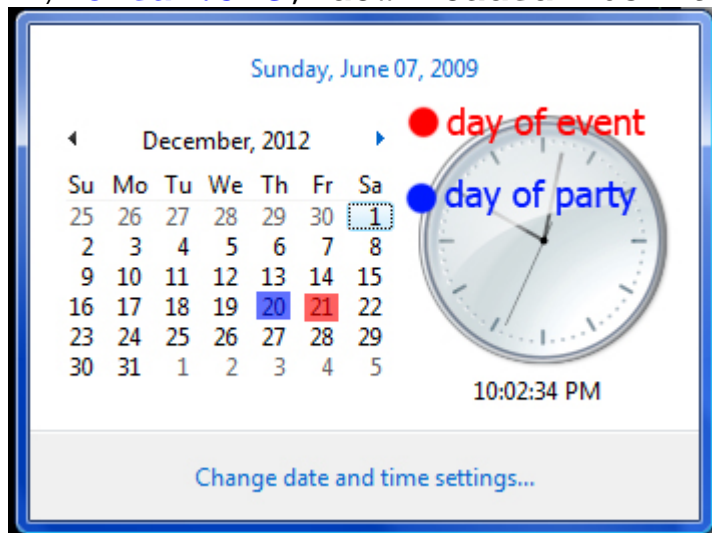 Sunday, June 07, 2009
December, 2012
Su Mo Tu We Th Fr Sa
25 26 27 28 29 30 1
2 3 4 5 6 7 8
9 10 11 12 13 14 15
16 17 18 19 20 21 22
23 24 25 26 27 28 29
30 31 1 2 3 4 5
day of event
day of party
10:02:34 PM
Change date and time settings...